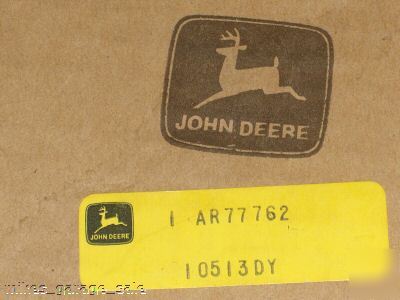 JOHN DEERE
1 AR77762
JOHN DEERE
10513DY
mikes_garage_sale